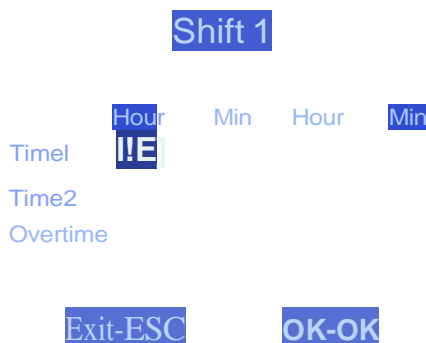 Shift 1
Hour Min Hour Min
Timel I!E
Time2
Overtime
Exit-ESC OK-OK